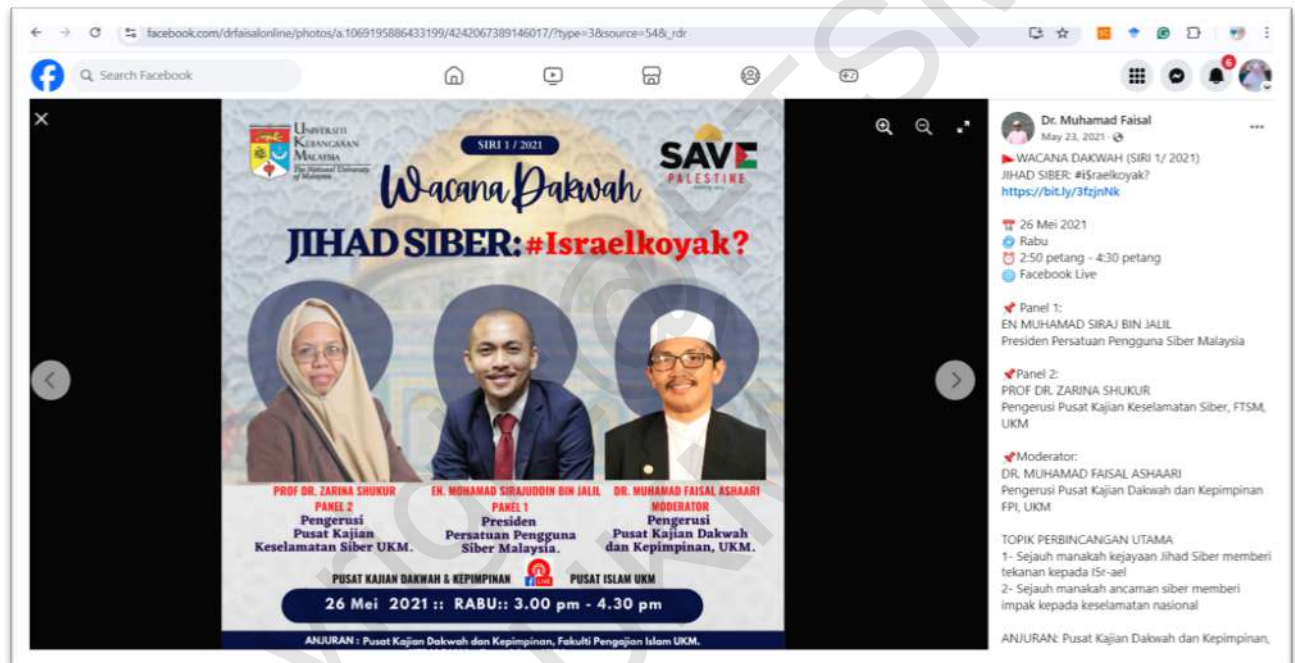 facebook.com/drfaisalonline/photos/a.1069195886433199/4242067389146017/?type=3&source=54&_rdr
Search Facebook
6
UNIVERSITI
KEBANGSAAN
MALAYSIA
The National University
of Malaysia
SIRI 1 / 2021
SAVE
PALESTINE
Wacana Dakwah
JIHAD SIBER: #Israelkoyak?
PROF DR. ZARINA SHUKUR
PANEL 2
Pengerusi
Pusat Kajian
Keselamatan Siber UKM.
EN. MOHAMAD SIRAJUDDIN BIN JALIL
PANEL 1
Presiden
Persatuan Pengguna
Siber Malaysia.
DR. MUHAMAD FAISAL ASHAARI
MODERATOR
Pengerusi
Pusat Kajian Dakwah
dan Kepimpinan, UKM.
PUSAT KAJIAN DAKWAH & KEPIMPINAN
LIVE
PUSAT ISLAM UKM
26 Mei 2021 :: RABU:: 3.00 pm - 4.30 pm
ANJURAN : Pusat Kajian Dakwah dan Kepimpinan, Fakulti Pengajian Islam UKM.
Dr. Muhamad Faisal
May 23, 2021 ·
WACANA DAKWAH (SIRI 1/ 2021)
JIHAD SIBER: #i$raelkoyak?
https://bit.ly/3fzjnNk
26 Mei 2021
Rabu
2:50 petang - 4:30 petang
Facebook Live
Panel 1:
EN MUHAMAD SIRAJ BIN JALIL
Presiden Persatuan Pengguna Siber Malaysia
Panel 2:
PROF DR. ZARINA SHUKUR
Pengerusi Pusat Kajian Keselamatan Siber, FTSM,
UKM
Moderator:
DR. MUHAMAD FAISAL ASHAARI
Pengerusi Pusat Kajian Dakwah dan Kepimpinan
FPI, UKM
TOPIK PERBINCANGAN UTAMA
1- Sejauh manakah kejayaan Jihad Siber memberi
tekanan kepada I5r-ael
2- Sejauh manakah ancaman siber memberi
impak kepada keselamatan nasional
ANJURAN: Pusat Kajian Dakwah dan Kepimpinan,